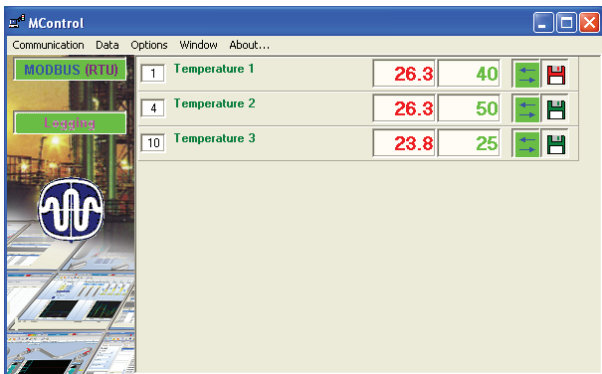 MControl
Communication Data Options Window About...
MODBUS (RTU)
Logging
1 Temperature 1 26.3 40
4 Temperature 2 26.3 50
10 Temperature 3 23.8 25